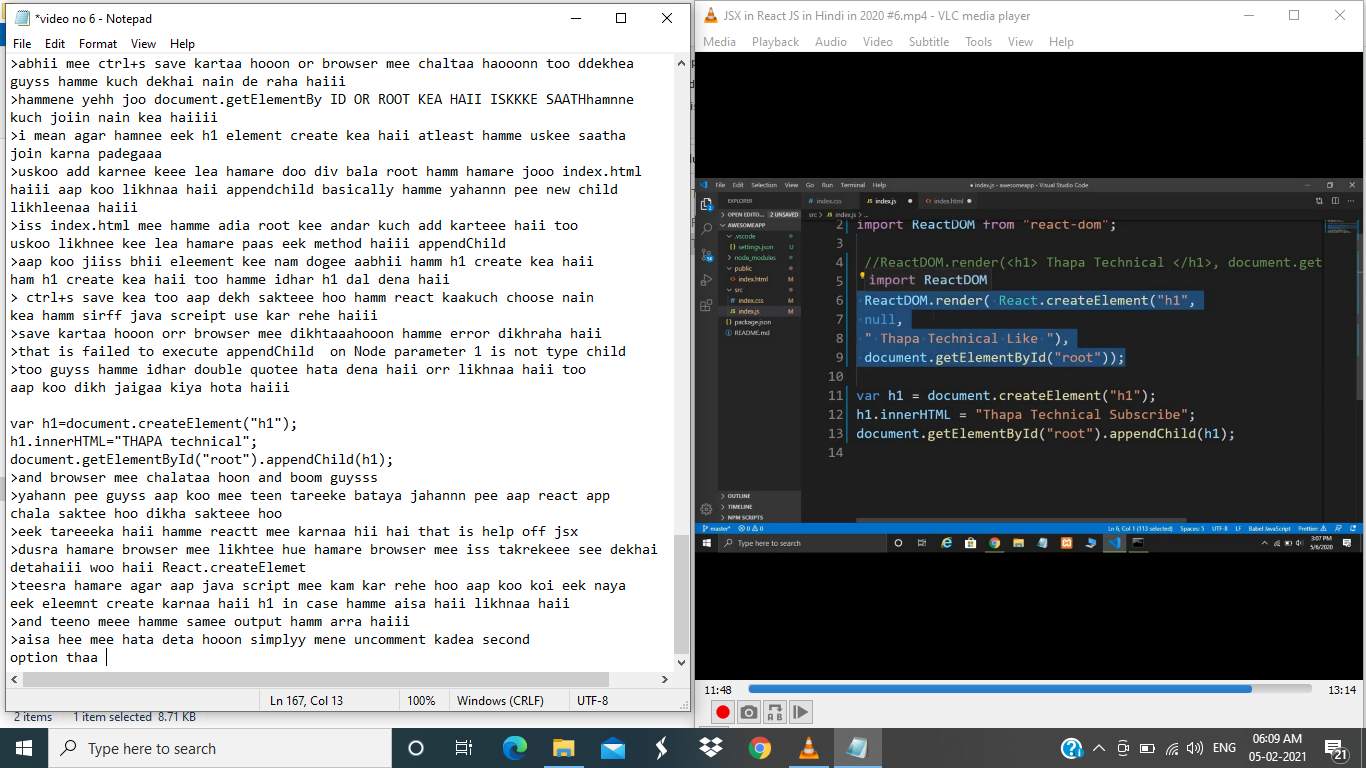 *video no 6 - Notepad
File Edit Format View Help
>abhii mee ctrl+s save kartaa hooon or browser mee chaltaa haooonn too ddekhea
guyss hamme kuch dekhai nain de raha haiii
>hammene yehh joo document.getElementBy ID OR ROOT KEA HAII ISKKKE SAATHhamnne
kuch joiin nain kea haiiii
>i mean agar hamnee eek h1 element create kea haii atleast hamme uskee saatha
join karna padegaaa
>uskoo add karnee keee lea hamare doo div bala root hamm hamare jooo index.html
haiii aap koo likhnaa haii appendchild basically hamme yahannn pee new child
likhleenaa haiii
>iss index.html mee hamme adia root kee andar kuch add karteee haii too
uskoo likhnee kee lea hamare paas eek method haiii appendChild
>aap koo jiiss bhii eleement kee nam dogee aabhii hamm h1 create kea haii
ham h1 create kea haii too hamme idhar h1 dal dena haii
> ctrl+s save kea too aap dekh sakteee hoo hamm react kaakuch choose nain
kea hamm sirff java screipt use kar rehe haiii
>save kartaa hooon orr browser mee dikhtaaahooon hamme error dikhraha haii
>that is failed to execute appendChild  on Node parameter 1 is not type child
>too guyss hamme idhar double quotee hata dena haii orr likhnaa haii too
aap koo dikh jaigaa kiya hota haiii
var h1=document.createElement("h1");
h1.innerHTML="THAPA technical";
document.getElementById("root").appendChild(h1);
>and browser mee chalataa hoon and boom guysss
>yahann pee guyss aap koo mee teen tareeke bataya jahannn pee aap react app
chala saktee hoo dikha sakteee hoo
>eek tareeeka haii hamme reactt mee karnaa hii hai that is help off jsx
>dusra hamare browser mee likhtee hue hamare browser mee iss takrekeee see dekhai
detahaiii woo haii React.createElemet
>teesra hamare agar aap java script mee kam kar rehe hoo aap koo koi eek naya
eek eleemnt create karnaa haii h1 in case hamme aisa haii likhnaa haii
>and teeno meee hamme samee output hamm arra haiii
>aisa hee mee hata deta hooon simplyy mene uncomment kadea second
option thaa
Ln 167, Col 13 100% Windows (CRLF) UTF-8
2 items 1 item selected 8.71 KB
JSX in React JS in Hindi in 2020 #6.mp4 - VLC media player
Media Playback Audio Video Subtitle Tools View Help
File Edit Selection View Go Run Terminal Help
index.js - awesomeapp - Visual Studio Code
EXPLORER
OPEN EDITO... 2 UNSAVED
AWESOMEAPP
.vscode
settings.json U
node_modules
public
index.html M
src
index.css M
index.js M
package.json
README.md
OUTLINE
TIMELINE
NPM SCRIPTS
index.css index.js index.html M
src > index.js > ...
2 import ReactDOM from "react-dom";
3
4 //ReactDOM.render(<h1> Thapa Technical </h1>, document.get
5 import ReactDOM
6 ReactDOM.render( React.createElement("h1",
7 null,
8 " Thapa Technical Like "),
9 document.getElementById("root"));
10
11 var h1 = document.createElement("h1");
12 h1.innerHTML = "Thapa Technical Subscribe";
13 document.getElementById("root").appendChild(h1);
14
master* 0 0 Ln 6, Col 1 (113 selected) Spaces: 5 UTF-8 LF Babel JavaScript Prettier
Type here to search 3:07 PM
5/6/2020
11:48 13:14
Type here to search ENG 06:09 AM
05-02-2021 21